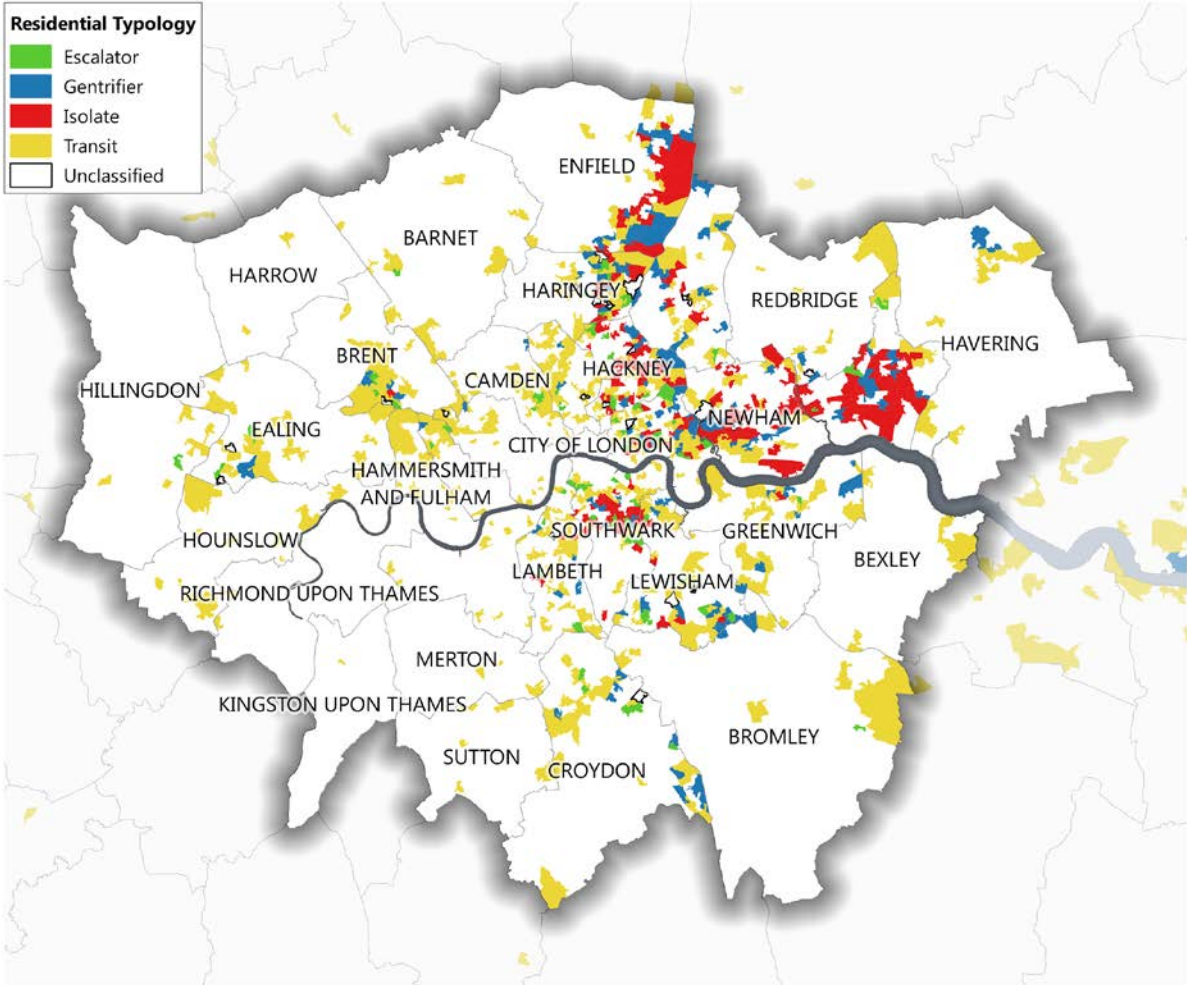 Residential Typology
Escalator
Gentrifier
Isolate
Transit
Unclassified
ENFIELD
BARNET
HARROW
HARINGEY
REDBRIDGE
HAVERING
BRENT
HACKNEY
CAMDEN
HILLINGDON
NEWHAM
EALING
CITY OF LONDON
HAMMERSMITH
AND FULHAM
SOUTHWARK
GREENWICH
HOUNSLOW
BEXLEY
LAMBETH
LEWISHAM
RICHMOND UPON THAMES
MERTON
KINGSTON UPON THAMES
BROMLEY
SUTTON
CROYDON